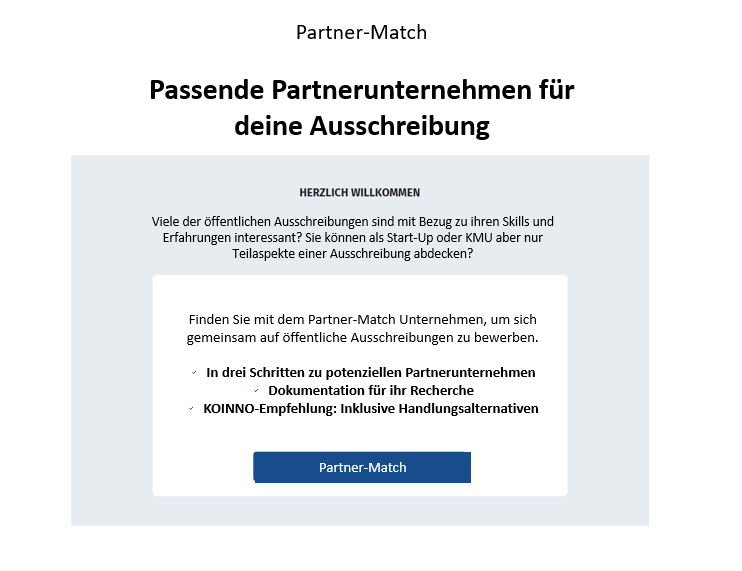 Partner-Match
Passende Partnerunternehmen für
deine Ausschreibung
HERZLICH WILLKOMMEN
Viele der öffentlichen Ausschreibungen sind mit Bezug zu ihren Skills und
Erfahrungen interessant? Sie können als Start-Up oder KMU aber nur
Teilaspekte einer Ausschreibung abdecken?
Finden Sie mit dem Partner-Match Unternehmen, um sich
gemeinsam auf öffentliche Ausschreibungen zu bewerben.
✓ In drei Schritten zu potenziellen Partnerunternehmen
✓ Dokumentation für ihr Recherche
✓ KOINNO-Empfehlung: Inklusive Handlungsalternativen
Partner-Match